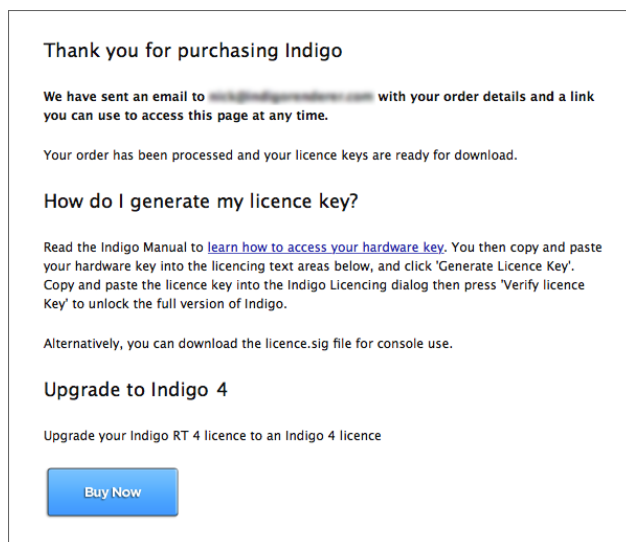 Thank you for purchasing Indigo
We have sent an email to with your order details and a link
you can use to access this page at any time.
Your order has been processed and your licence keys are ready for download.
How do I generate my licence key?
Read the Indigo Manual to learn how to access your hardware key. You then copy and paste
your hardware key into the licencing text areas below, and click 'Generate Licence Key'.
Copy and paste the licence key into the Indigo Licencing dialog then press 'Verify licence
Key' to unlock the full version of Indigo.
Alternatively, you can download the licence.sig file for console use.
Upgrade to Indigo 4
Upgrade your Indigo RT 4 licence to an Indigo 4 licence
Buy Now